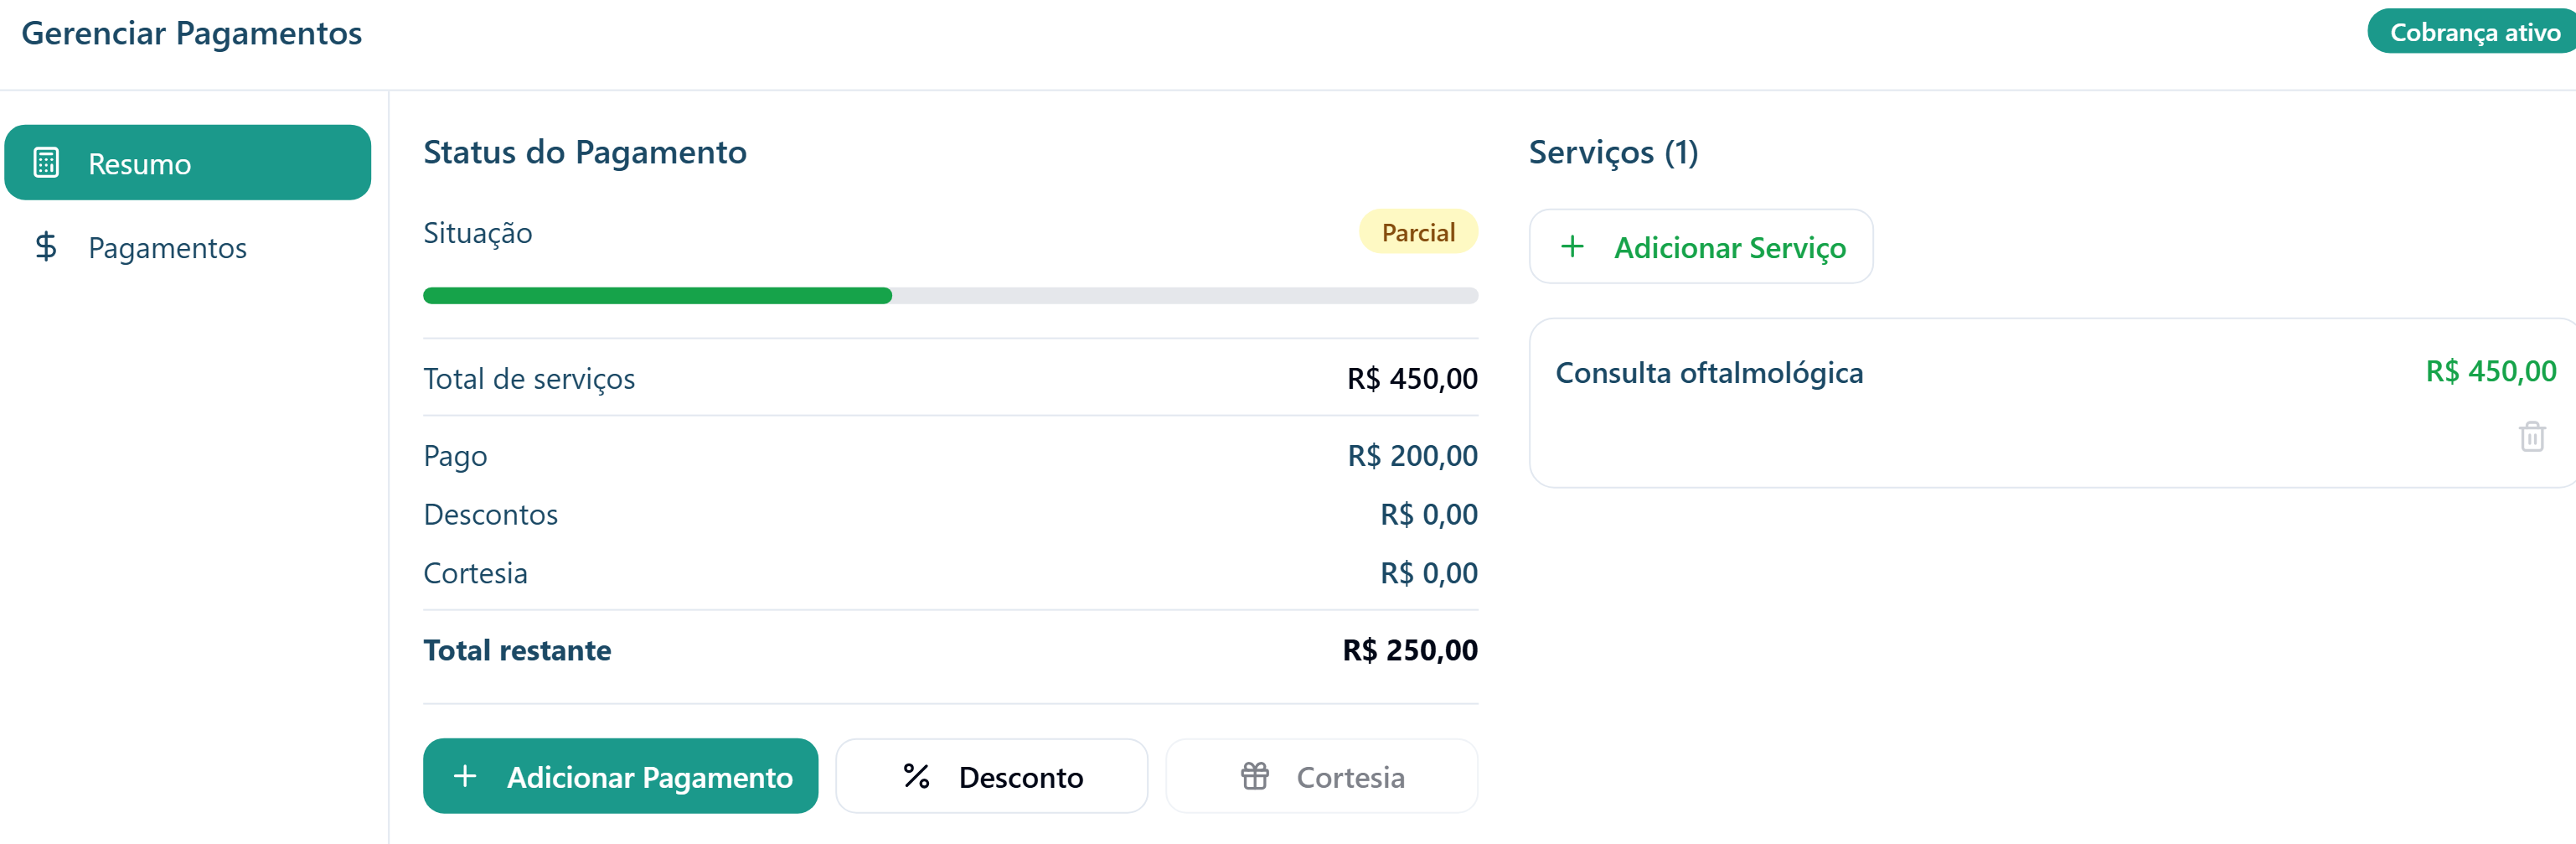 Gerenciar Pagamentos
Cobrança ativo
Resumo
Pagamentos
Status do Pagamento
Situação
Parcial
Total de serviços
R$ 450,00
Pago
R$ 200,00
Descontos
R$ 0,00
Cortesia
R$ 0,00
Total restante
R$ 250,00
+ Adicionar Pagamento
% Desconto
Cortesia
Serviços (1)
+ Adicionar Serviço
Consulta oftalmológica
R$ 450,00